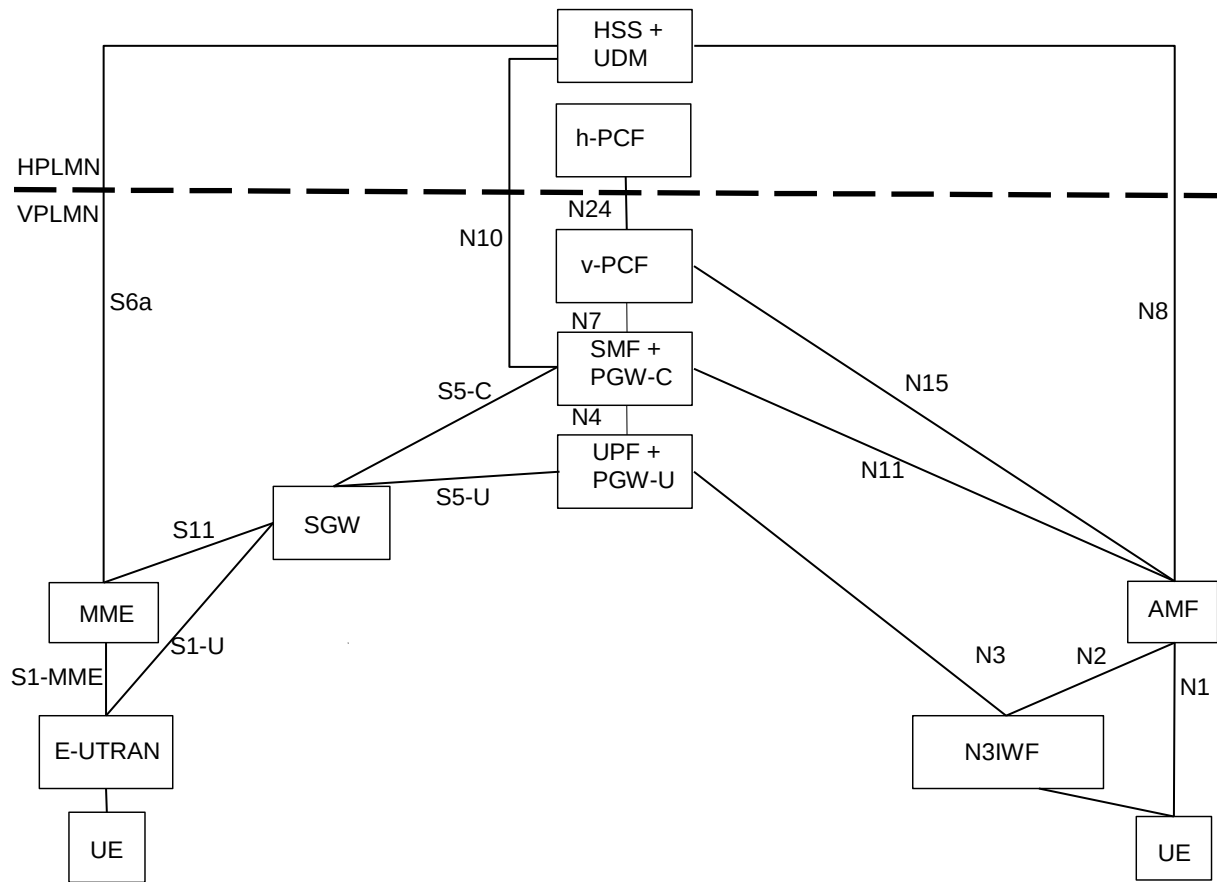 HSS +
UDM
h-PCF
HPLMN
VPLMN
N24
N10
v-PCF
S6a
N8
N7
SMF +
PGW-C
N15
S5-C
N4
UPF +
PGW-U
N11
S5-U
SGW
S11
MME
AMF
S1-U
N3
N2
S1-MME
N1
E-UTRAN
N3IWF
UE
UE